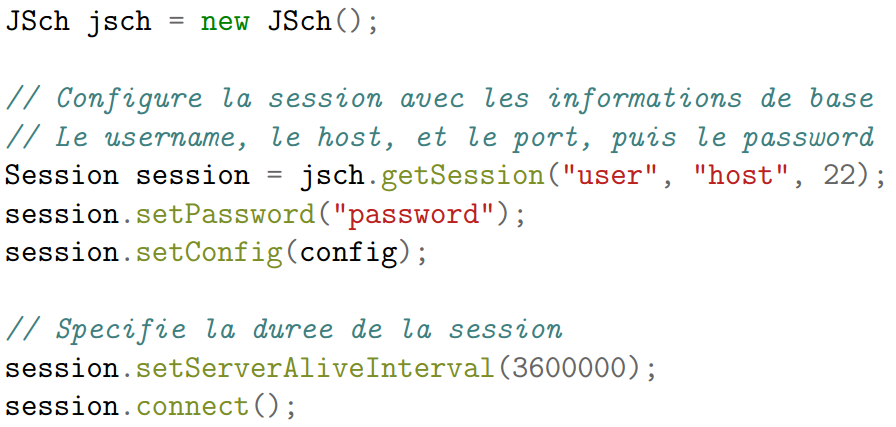 JSch jsch = new JSch();
// Configure la session avec les informations de base
// Le username, le host, et le port, puis le password
Session session = jsch.getSession("user", "host", 22);
session.setPassword("password");
session.setConfig(config);
// Specifie la duree de la session
session.setServerAliveInterval(3600000);
session.connect();